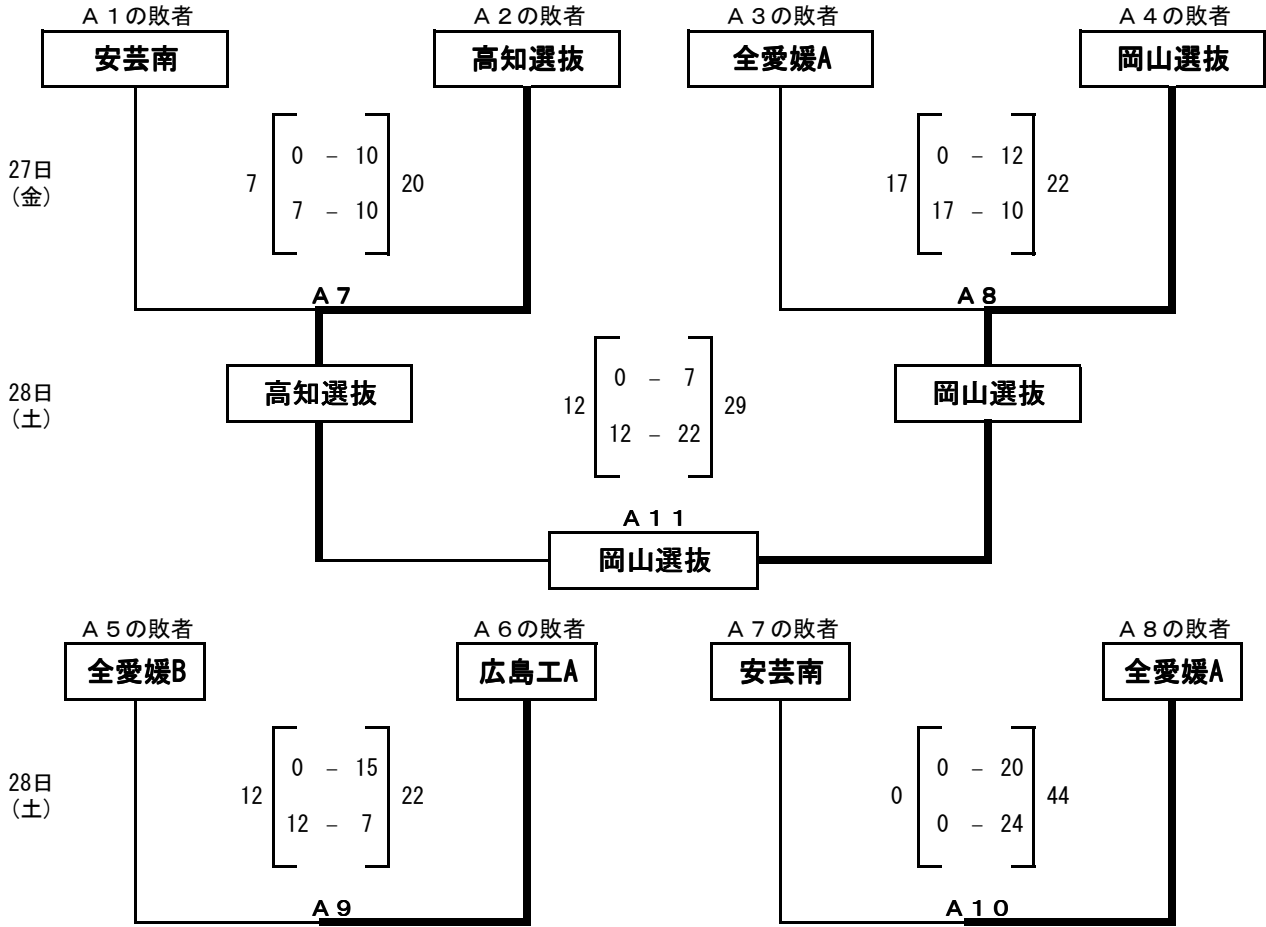 Ａ１の敗者 Ａ２の敗者 Ａ３の敗者 Ａ４の敗者
安芸南 高知選抜 全愛媛A 岡山選抜
0 － 10 0 － 12
27日 7 20 17 22
（金）
7 － 10 17 － 10
Ａ７ Ａ８
0 － 7
28日 高知選抜 岡山選抜
（土） 12 29
12 － 22
Ａ１１
岡山選抜
Ａ５の敗者 Ａ６の敗者 Ａ７の敗者 Ａ８の敗者
全愛媛B 広島工A 安芸南 全愛媛A
0 － 15 0 － 20
28日 12 22 0 44
（土）
12 － 7 0 － 24
Ａ９ Ａ１０